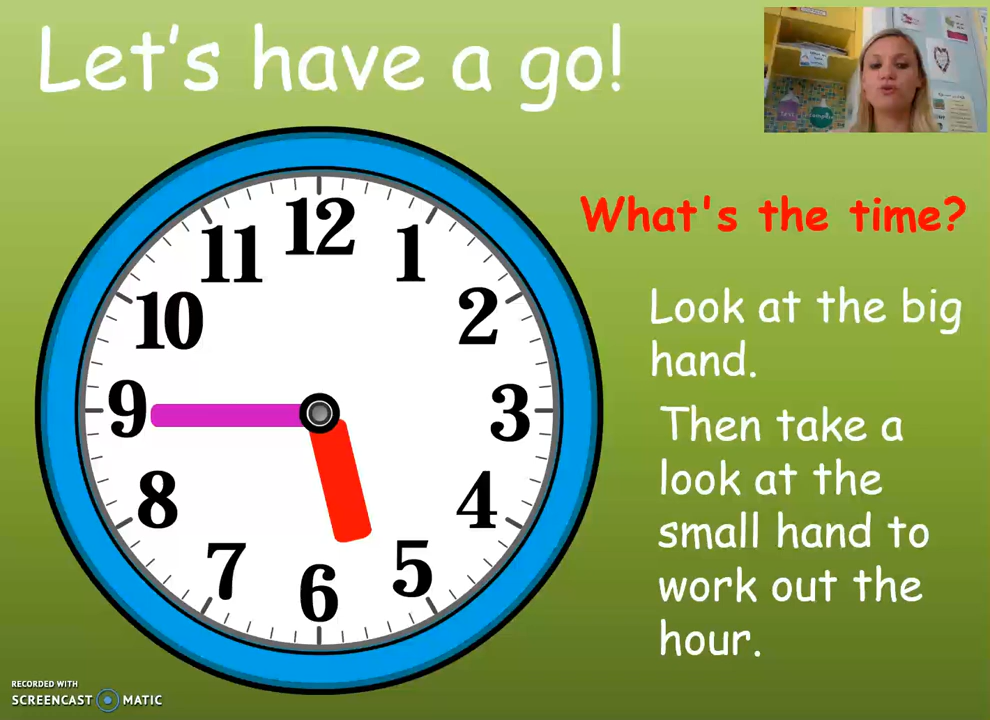 Let's have a go!
What's the time?
Look at the big
hand.
Then take a
look at the
small hand to
work out the
hour.
12
1
2
3
4
5
6
7
8
9
10
11
RECORDED WITH
SCREENCAST MATIC